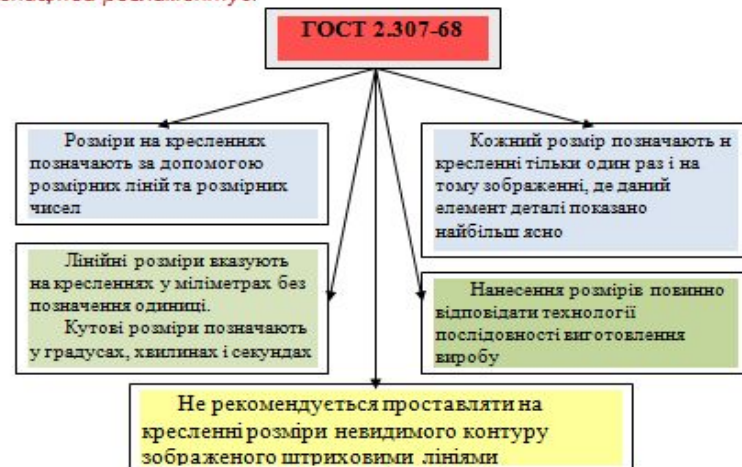 ГОСТ 2.307-68
Розміри на кресленнях
позначають за допомогою
розмірних ліній та розмірних
чисел
Кожний розмір позначають н
кресленні тільки один раз і на
тому зображенні, де даний
елемент деталі показано
найбільш ясно
Лінійні розміри вказують
на кресленнях у міліметрах без
позначення одиниці.
Кутові розміри позначають
у градусах, хвилинах і секундах
Нанесення розмірів повинно
відповідати технології
послідовності виготовлення
виробу
Не рекомендується проставляти на
кресленні розміри невидимого контуру
зображеного штриховими лініями